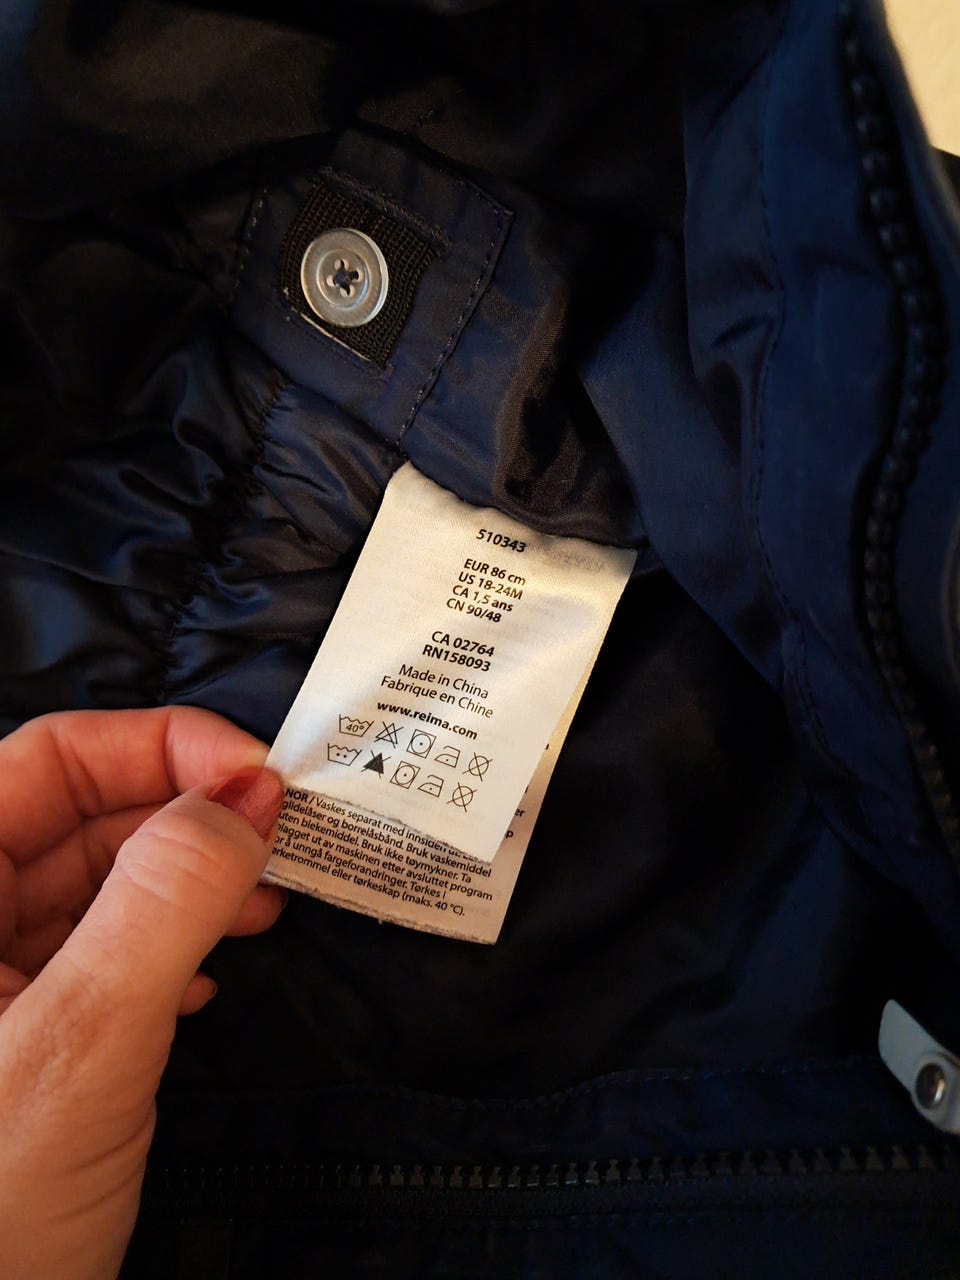 510343
EUR 86 cm
US 18-24M
CA 1,5 ans
CN 90/48
CA 02764
RN158093
Made in China
Fabrique en Chine
www.reima.com
40°
NOR / Vaskes separat med innsiden ut.
glidelåser og borrelåsbånd. Bruk vaskemiddel
uten blekemiddel. Bruk ikke tøymykner. Ta
plagget ut av maskinen etter avsluttet program
for å unngå fargeforandringer. Tørkes i
tørketrommel eller tørkeskap (maks. 40 °C).